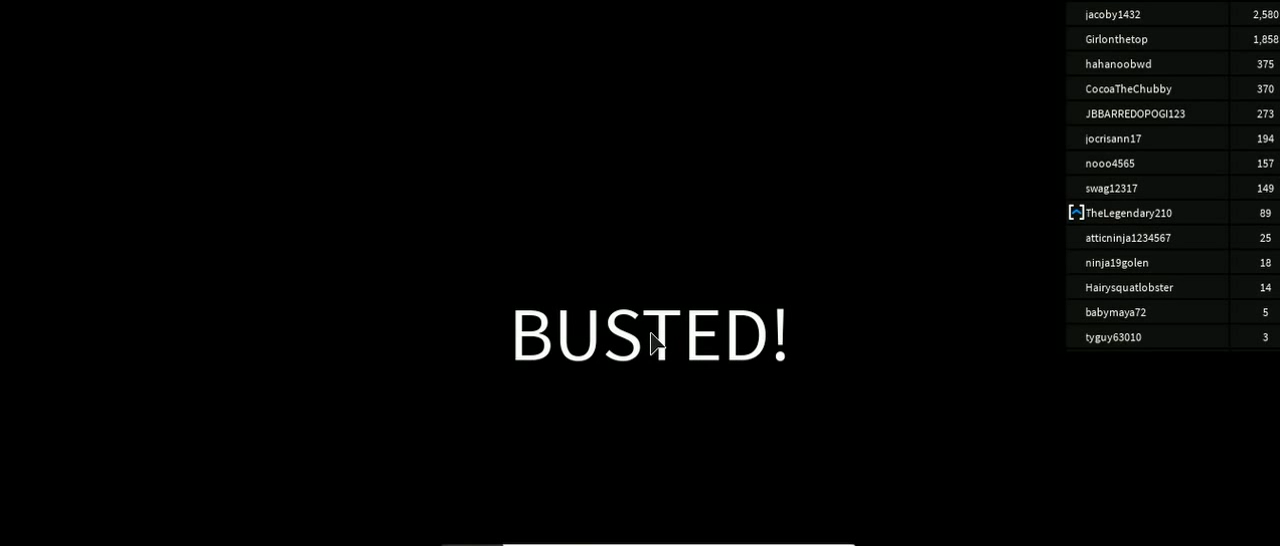 jacoby1432 2,580
Girlonthetop 1,858
hahanoobwd 375
CocoaTheChubby 370
JBBARREDOPOGI123 273
jocrisann17 194
nooo4565 157
swag12317 149
TheLegendary210 89
atticninja1234567 25
ninja19golen 18
Hairysquatlobster 14
babymaya72 5
tyguy63010 3
BUSTED!